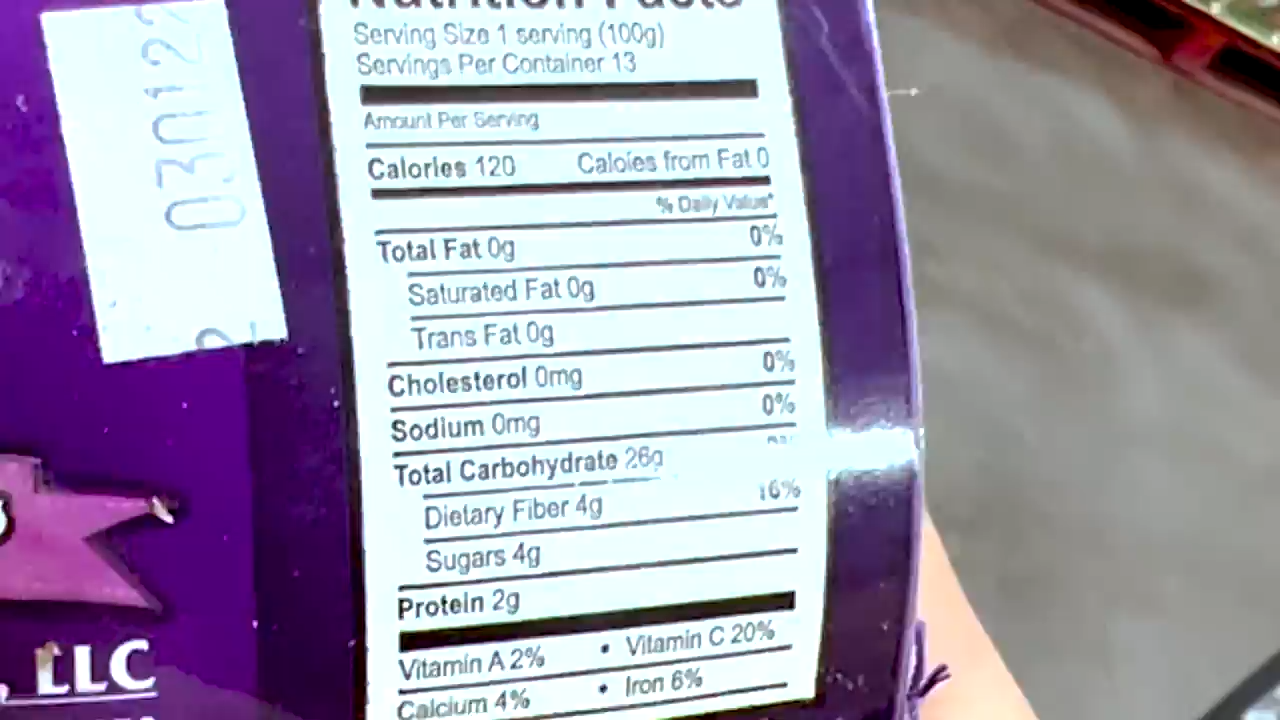 Nutrition Facts
Serving Size 1 serving (100g)
Servings Per Container 13
Amount Per Serving
Calories 120 Caloies from Fat 0
% Daily Value*
Total Fat 0g 0%
Saturated Fat 0g 0%
Trans Fat 0g
Cholesterol 0mg 0%
Sodium 0mg 0%
Total Carbohydrate 26g
Dietary Fiber 4g 16%
Sugars 4g
Protein 2g
Vitamin A 2% • Vitamin C 20%
Calcium 4% • Iron 6%
030122
LLC